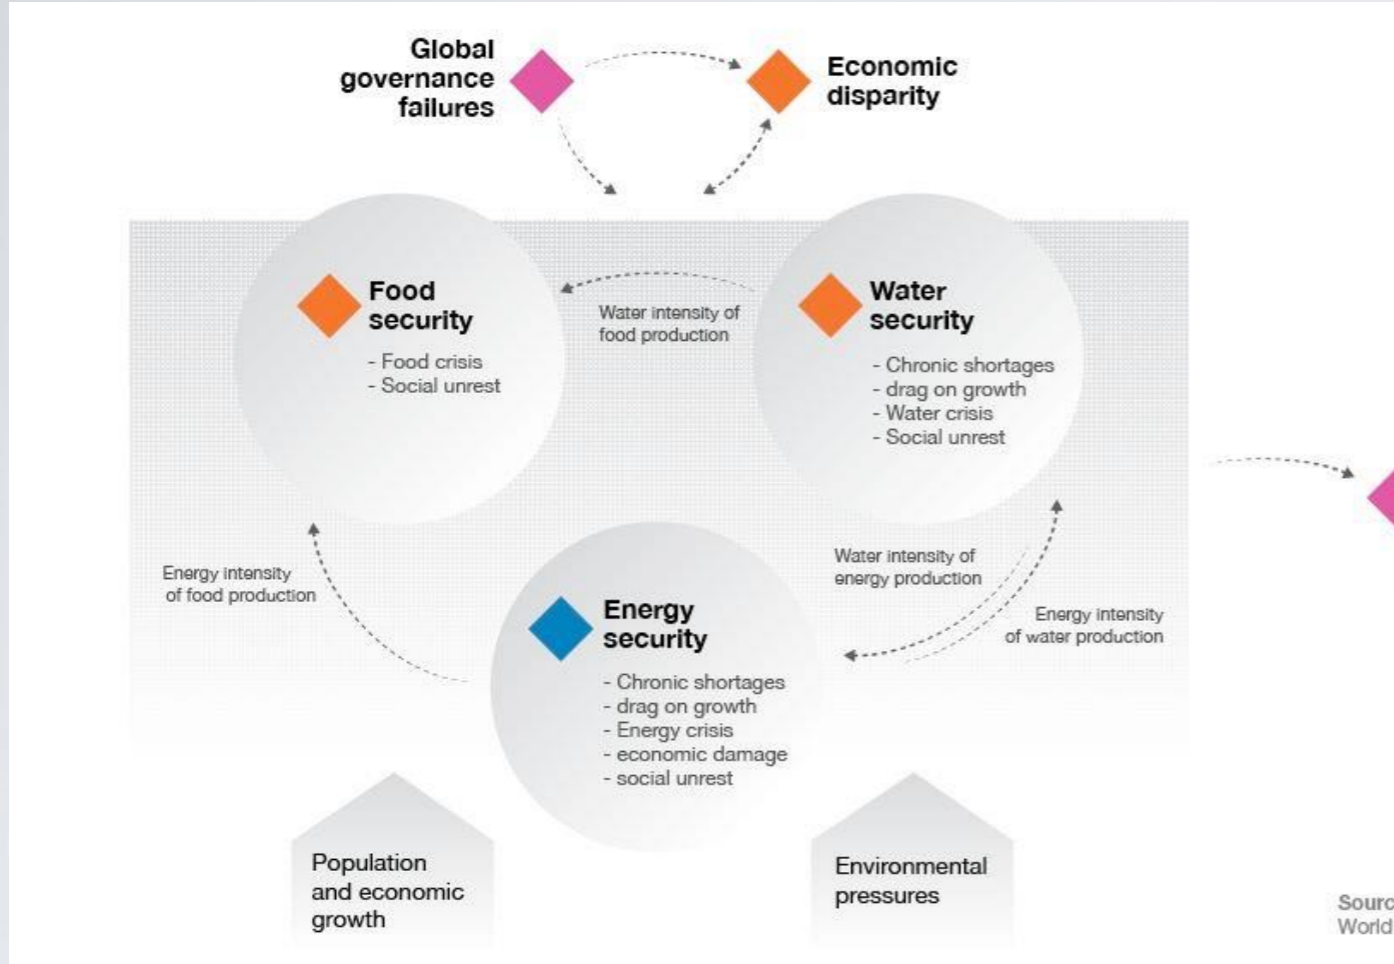 Global
governance
failures
Economic
disparity
Food
security
- Food crisis
- Social unrest
Water intensity of
food production
Water
security
- Chronic shortages
- drag on growth
- Water crisis
- Social unrest
Energy intensity
of food production
Water intensity of
energy production
Energy intensity
of water production
Energy
security
- Chronic shortages
- drag on growth
- Energy crisis
- economic damage
- social unrest
Population
and economic
growth
Environmental
pressures
Sourc
World